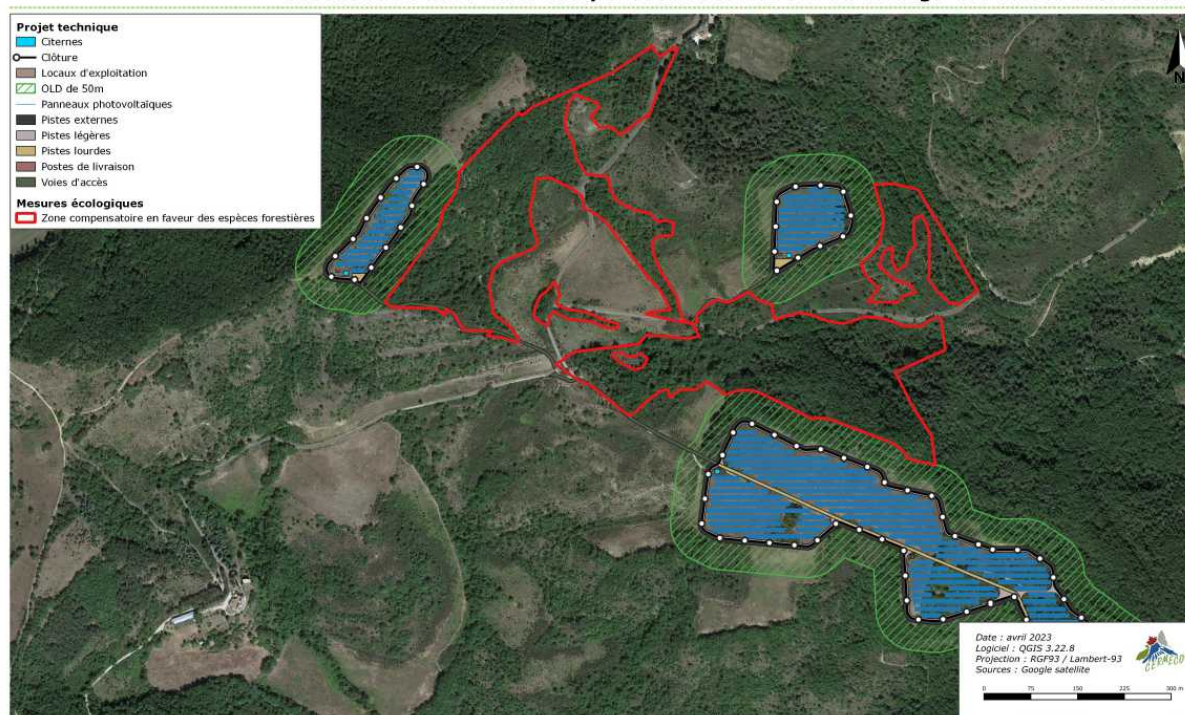 Projet technique
Citernes
Clôture
Locaux d'exploitation
OLD de 50m
Panneaux photovoltaïques
Pistes externes
Pistes légères
Pistes lourdes
Postes de livraison
Voies d'accès
Mesures écologiques
Zone compensatoire en faveur des espèces forestières
N
Date : avril 2023
Logiciel : QGIS 3.22.8
Projection : RGF93 / Lambert-93
Sources : Google satellite
CERMECO
0 75 150 225 300 m